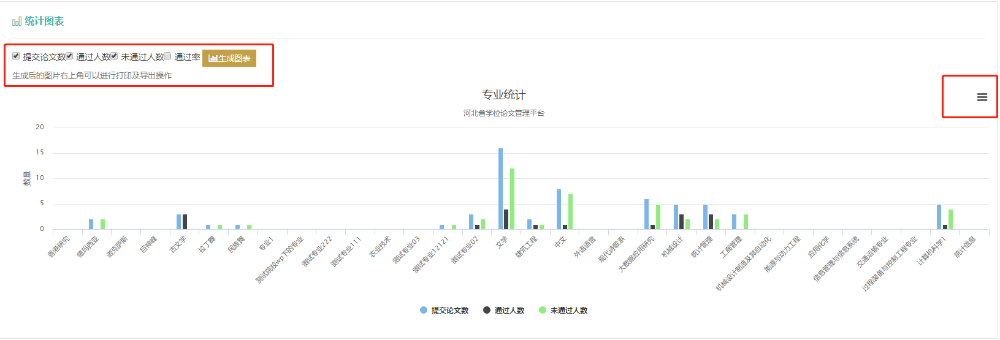 统计图表
提交论文数 通过人数 未通过人数 通过率 生成图表
生成后的图片右上角可以进行打印及导出操作
专业统计
河北省学位论文管理平台
数量
20
15
10
5
0
香港研究
德玛西亚
诺克萨斯
巨神峰
古文学
拉丁舞
民族舞
专业1
测试院校wp下的专业
测试专业222
测试专业111
农业技术
测试专业03
测试专业12121
测试专业02
文学
建筑工程
中文
外语语言
现代诗歌系
大数据应用研究
机械设计
统计管理
工商管理
机械设计制造及其自动化
能源与动力工程
应用化学
信息管理与信息系统
交通运输专业
过程装备与控制工程专业
计算机科学1
统计信息
提交论文数 通过人数 未通过人数